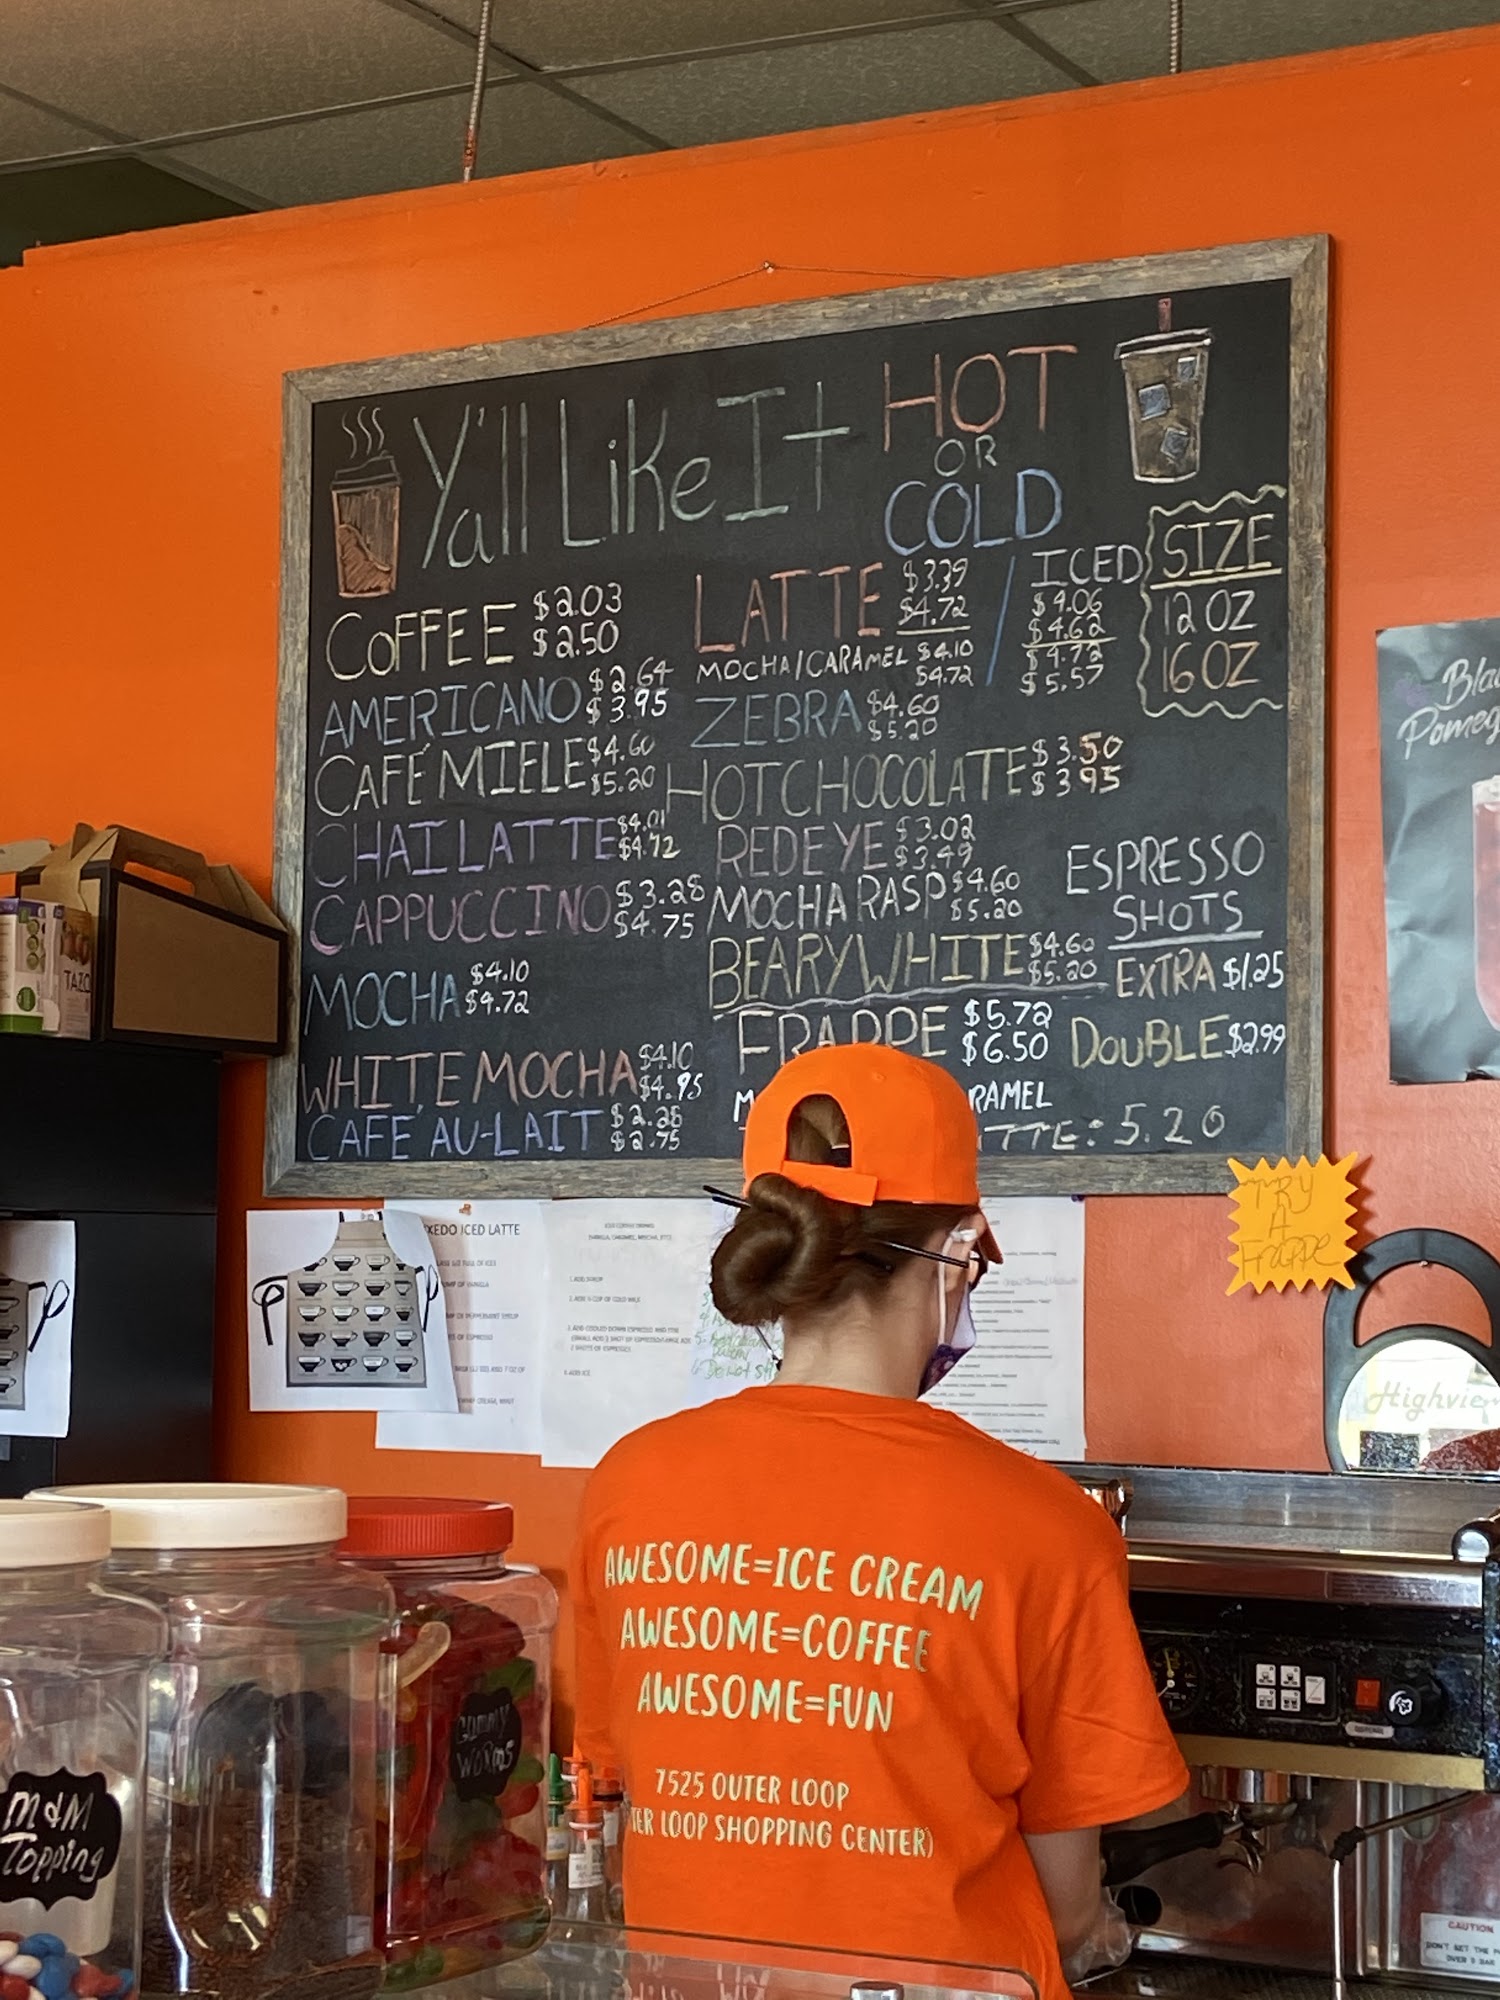 Y'all Like It HOT
OR
COLD
COFFEE $2.03
$2.50
AMERICANO $2.64
$3.95
CAFÉ MIELE $4.60
$5.20
CHAI LATTE $4.01
$4.72
CAPPUCCINO $3.28
$4.75
MOCHA $4.10
$4.72
WHITE MOCHA $4.10
$4.95
CAFÉ AU-LAIT $2.28
$2.75
LATTE $3.39 / ICED
$4.72 $4.06
$4.62
MOCHA/CARAMEL $4.10 $4.72
$4.72 $5.57
ZEBRA $4.60
$5.20
HOT CHOCOLATE $3.50
$3.95
REDEYE $3.02
$3.49
MOCHA RASP $4.60
$5.20
BEARY WHITE $4.60
$5.20
FRAPPE $5.72
$6.50
5.20
SIZE
12 OZ
16 OZ
ESPRESSO
SHOTS
EXTRA $1.25
DOUBLE $2.99
TRY
A
Frappe
TAZO
ICED LATTE
Highview
AWESOME=ICE CREAM
AWESOME=COFFEE
AWESOME=FUN
7525 OUTER LOOP
LOOP SHOPPING CENTER)
M&M
Topping
GUMMY
WORMS
CAUTION